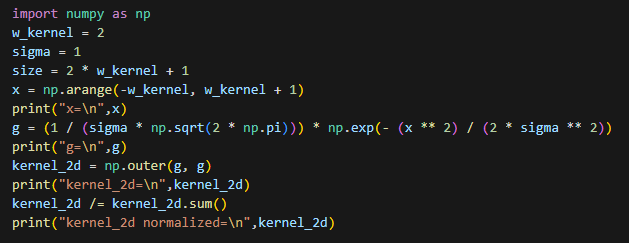 import numpy as np
w_kernel = 2
sigma = 1
size = 2 * w_kernel + 1
x = np.arange(-w_kernel, w_kernel + 1)
print("x=\n",x)
g = (1 / (sigma * np.sqrt(2 * np.pi))) * np.exp(- (x ** 2) / (2 * sigma ** 2))
print("g=\n",g)
kernel_2d = np.outer(g, g)
print("kernel_2d=\n",kernel_2d)
kernel_2d /= kernel_2d.sum()
print("kernel_2d normalized=\n",kernel_2d)